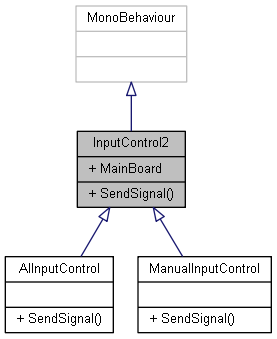 MonoBehaviour
InputControl2
+ MainBoard
+ SendSignal()
AIInputControl
+ SendSignal()
ManualInputControl
+ SendSignal()